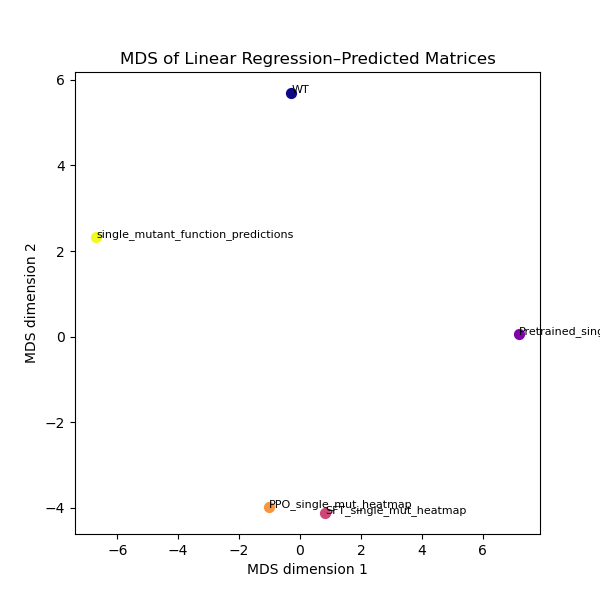 MDS of Linear Regression–Predicted Matrices
6
WT
4
single_mutant_function_predictions
2
MDS dimension 2
0
Pretrained_sing
−2
−4
PPO_single_mut_heatmap
SFT_single_mut_heatmap
−6
−4
−2
0
2
4
6
MDS dimension 1